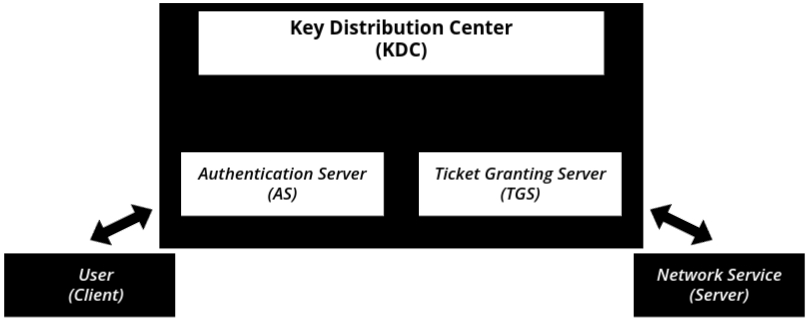 Key Distribution Center
(KDC)
Authentication Server
(AS)
Ticket Granting Server
(TGS)
User
(Client)
Network Service
(Server)